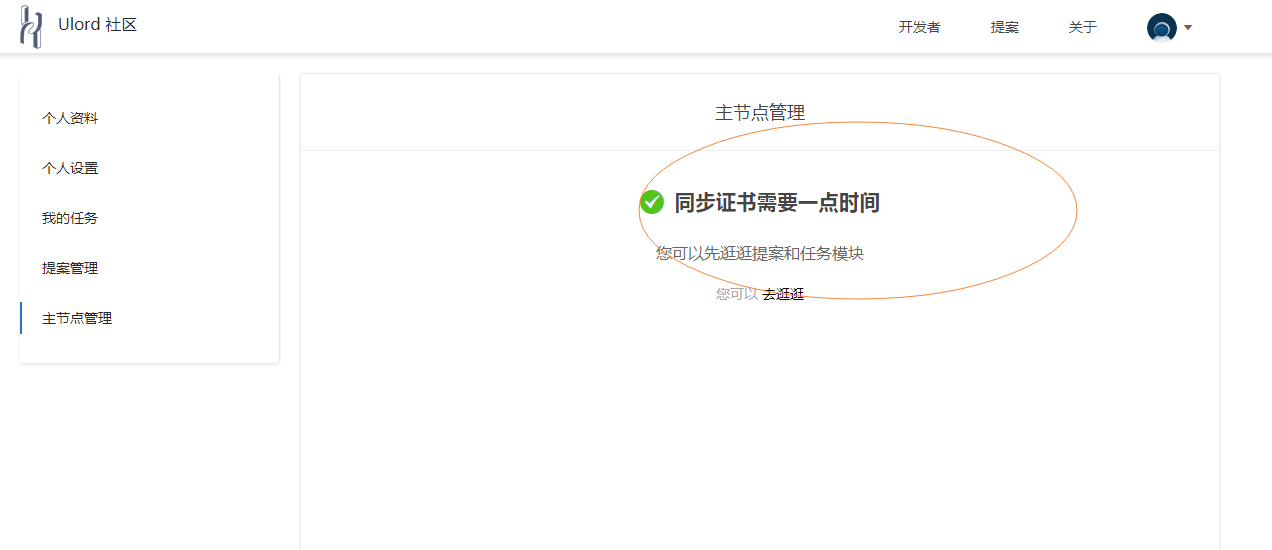 Ulord 社区
开发者
提案
关于
个人资料
个人设置
我的任务
提案管理
主节点管理
主节点管理
同步证书需要一点时间
您可以先逛逛提案和任务模块
您可以 去逛逛